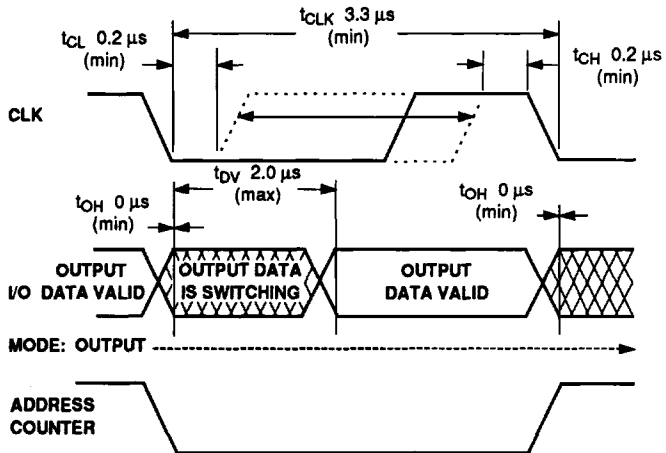 tCLK 3.3 µs
(min)
tCL 0.2 µs
(min)
tCH 0.2 µs
(min)
CLK
tDV 2.0 µs
(max)
tOH 0 µs
(min)
tOH 0 µs
(min)
OUTPUT
I/O DATA VALID
OUTPUT DATA
IS SWITCHING
OUTPUT
DATA VALID
MODE: OUTPUT
ADDRESS
COUNTER